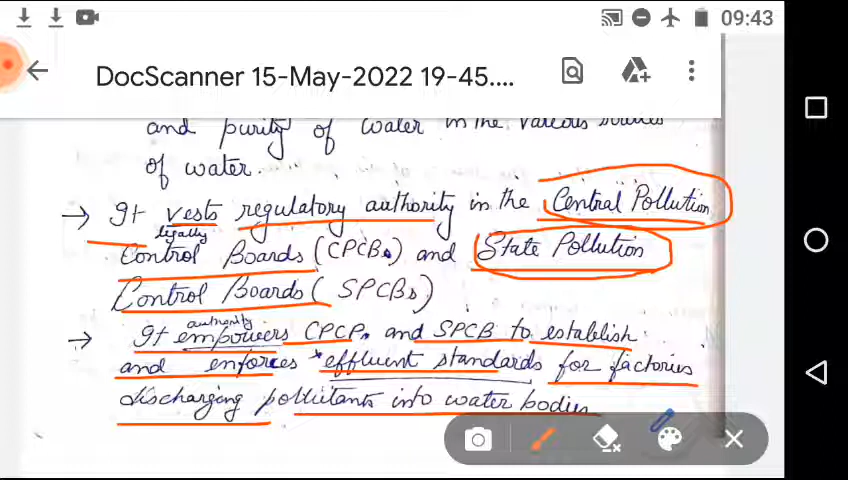 09:43
DocScanner 15-May-2022 19-45....
and purity of water in the various sources
of water.
→ It vests regulatory authority in the Central Pollution
legally
Control Boards (CPCBs) and State Pollution
Control Boards ( SPCBs)
authority
→ It empowers CPCPs and SPCB to establish
and enforces *effluent standards for factories
discharging pollutants into water bodies